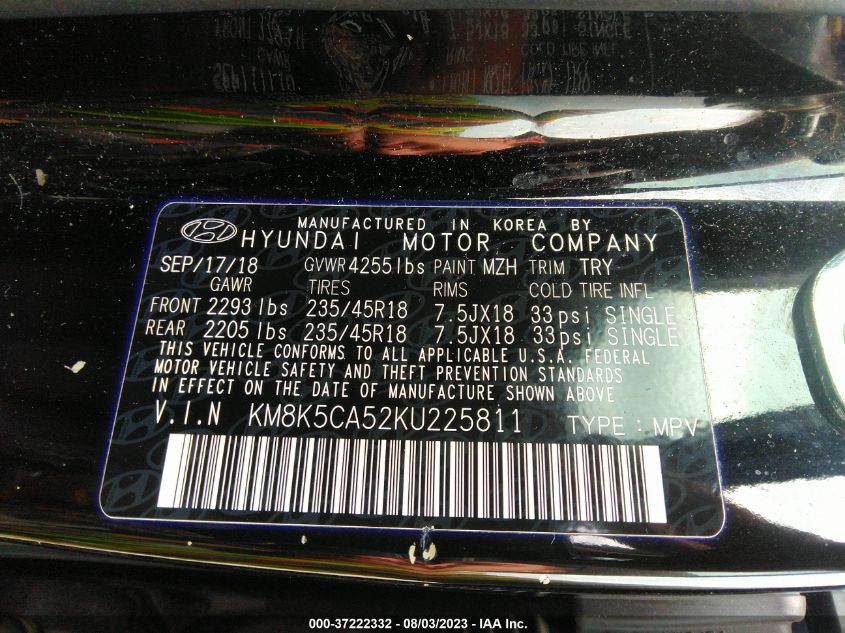 MANUFACTURED IN KOREA BY
HYUNDAI MOTOR COMPANY
SEP/17/18 GVWR 4255lbs PAINT MZH TRIM TRY
GAWR TIRES RIMS COLD TIRE INFL
FRONT 2293 lbs 235/45R18 7.5JX18 33psi SINGLE
REAR 2205 lbs 235/45R18 7.5JX18 33psi SINGLE
THIS VEHICLE CONFORMS TO ALL APPLICABLE U.S.A. FEDERAL
MOTOR VEHICLE SAFETY AND THEFT PREVENTION STANDARDS
IN EFFECT ON THE DATE OF MANUFACTURE SHOWN ABOVE
V.I.N KM8K5CA52KU225811 TYPE : MPV
000-37222332 - 08/03/2023 - IAA Inc.